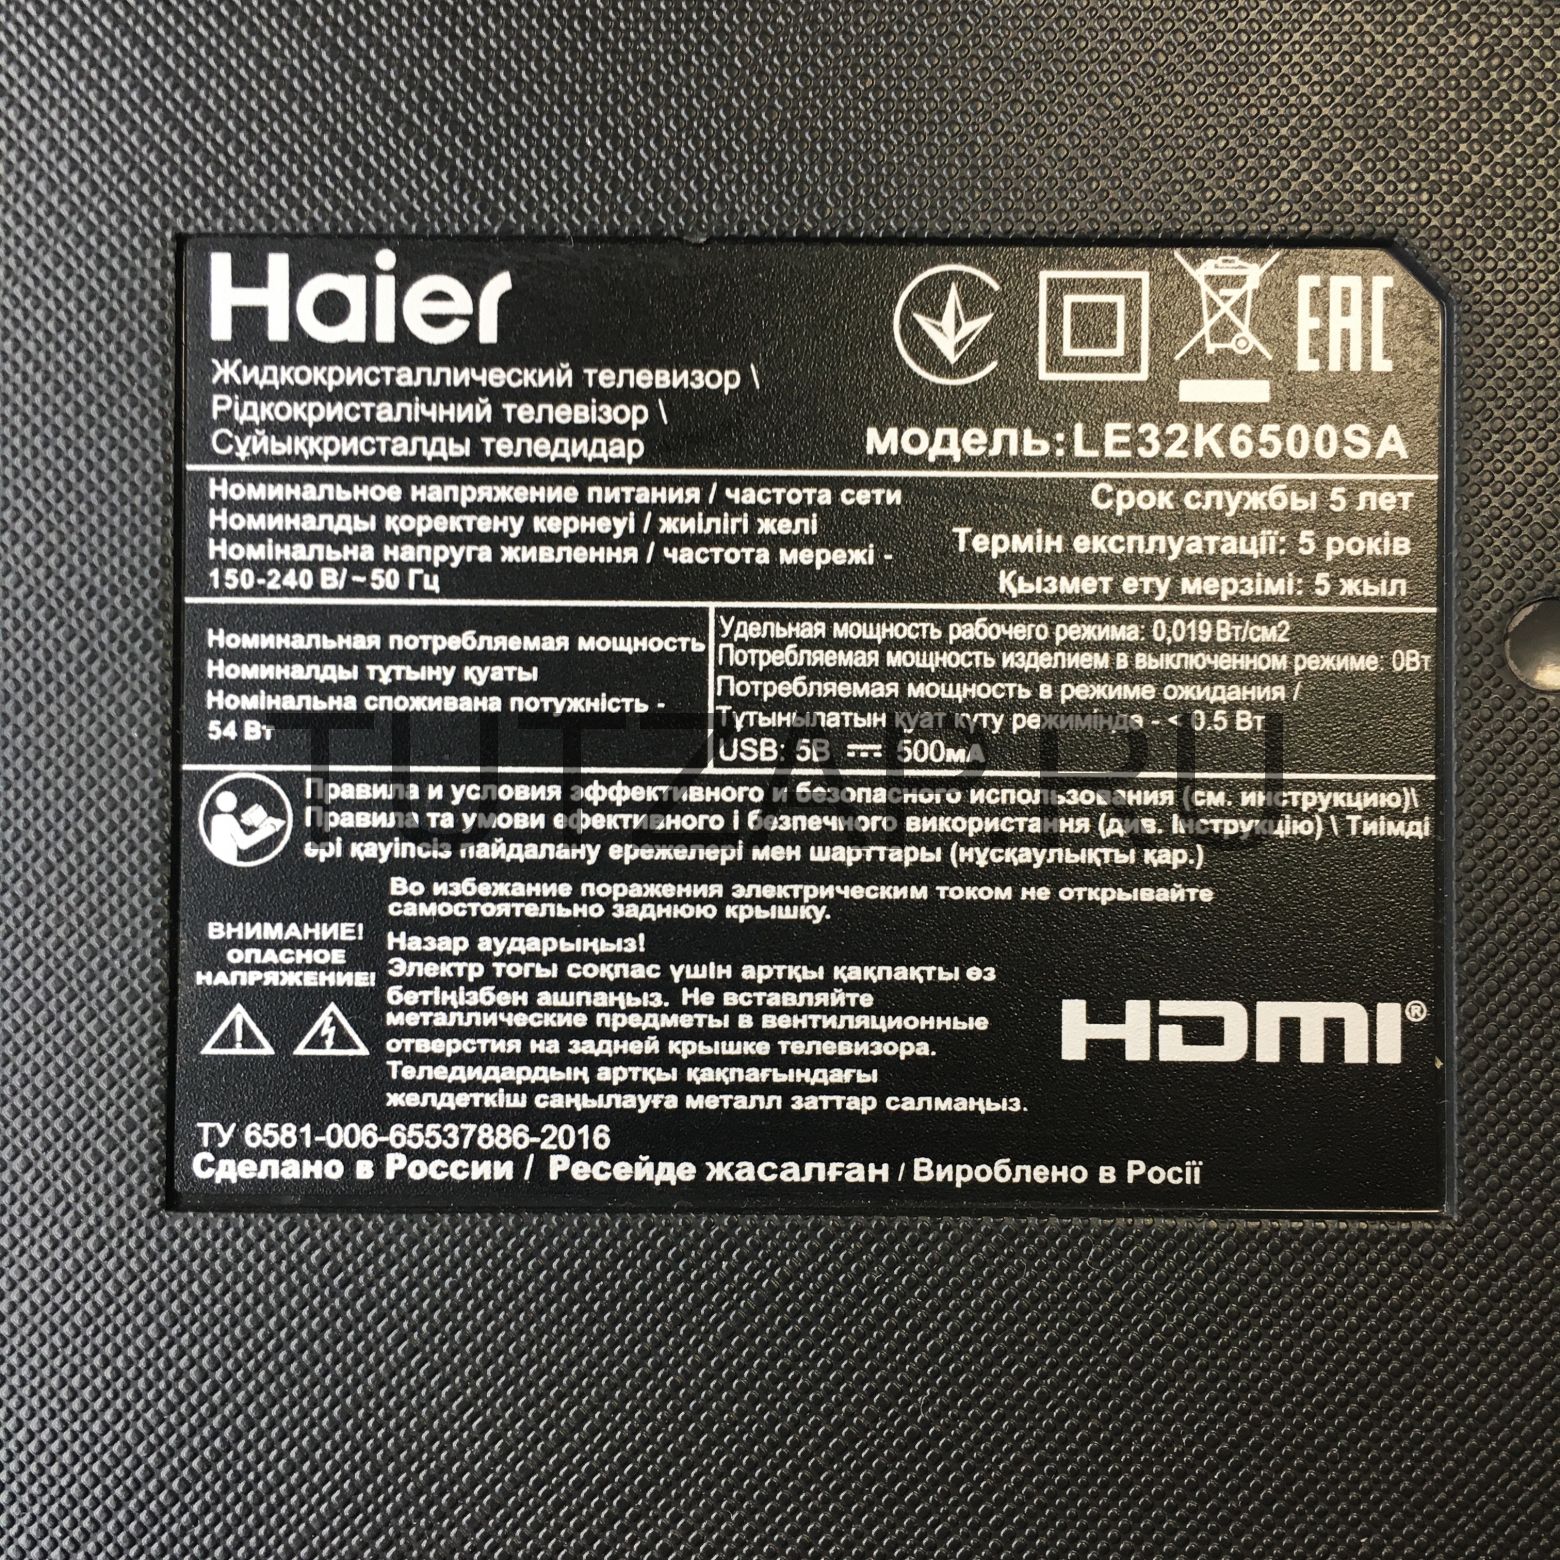 Haier
EAC
Жидкокристаллический телевизор \
Рідкокристалічний телевізор \
Сұйыққристалды теледидар
модель:LE32K6500SA
Номинальное напряжение питания / частота сети
Номиналды қоректену кернеуі / жиілігі желі
Номінальна напруга живлення / частота мережі -
150-240 В/~50 Гц
Срок службы 5 лет
Термін експлуатації: 5 років
Қызмет ету мерзімі: 5 жыл
Номинальная потребляемая мощность
Номиналды тұтыну қуаты
Номінальна споживана потужність -
54 Вт
Удельная мощность рабочего режима: 0,019 Вт/см2
Потребляемая мощность изделием в выключенном режиме: 0Вт
Потребляемая мощность в режиме ожидания /
Тұтынылатын қуат күту режимінде - < 0.5 Вт
USB: 5В ⎓ 500мА
TUTZAP.RU
Правила и условия эффективного и безопасного использования (см. инструкцию)\
Правила та умови ефективного і безпечного використання (див. Інструкцію) \ Тиімді
әрі қауіпсіз пайдалану ережелері мен шарттары (нұсқаулықты қар.)
ВНИМАНИЕ!
ОПАСНОЕ
НАПРЯЖЕНИЕ!
Во избежание поражения электрическим током не открывайте
самостоятельно заднюю крышку.
Назар аударыңыз!
Электр тогы соқпас үшін артқы қақпақты өз
бетіңізбен ашпаңыз. Не вставляйте
металлические предметы в вентиляционные
отверстия на задней крышке телевизора.
Теледидардың артқы қақпағындағы
желдеткіш саңылауға металл заттар салмаңыз.
HDMI®
ТУ 6581-006-65537886-2016
Сделано в России / Ресейде жасалған / Вироблено в Росії